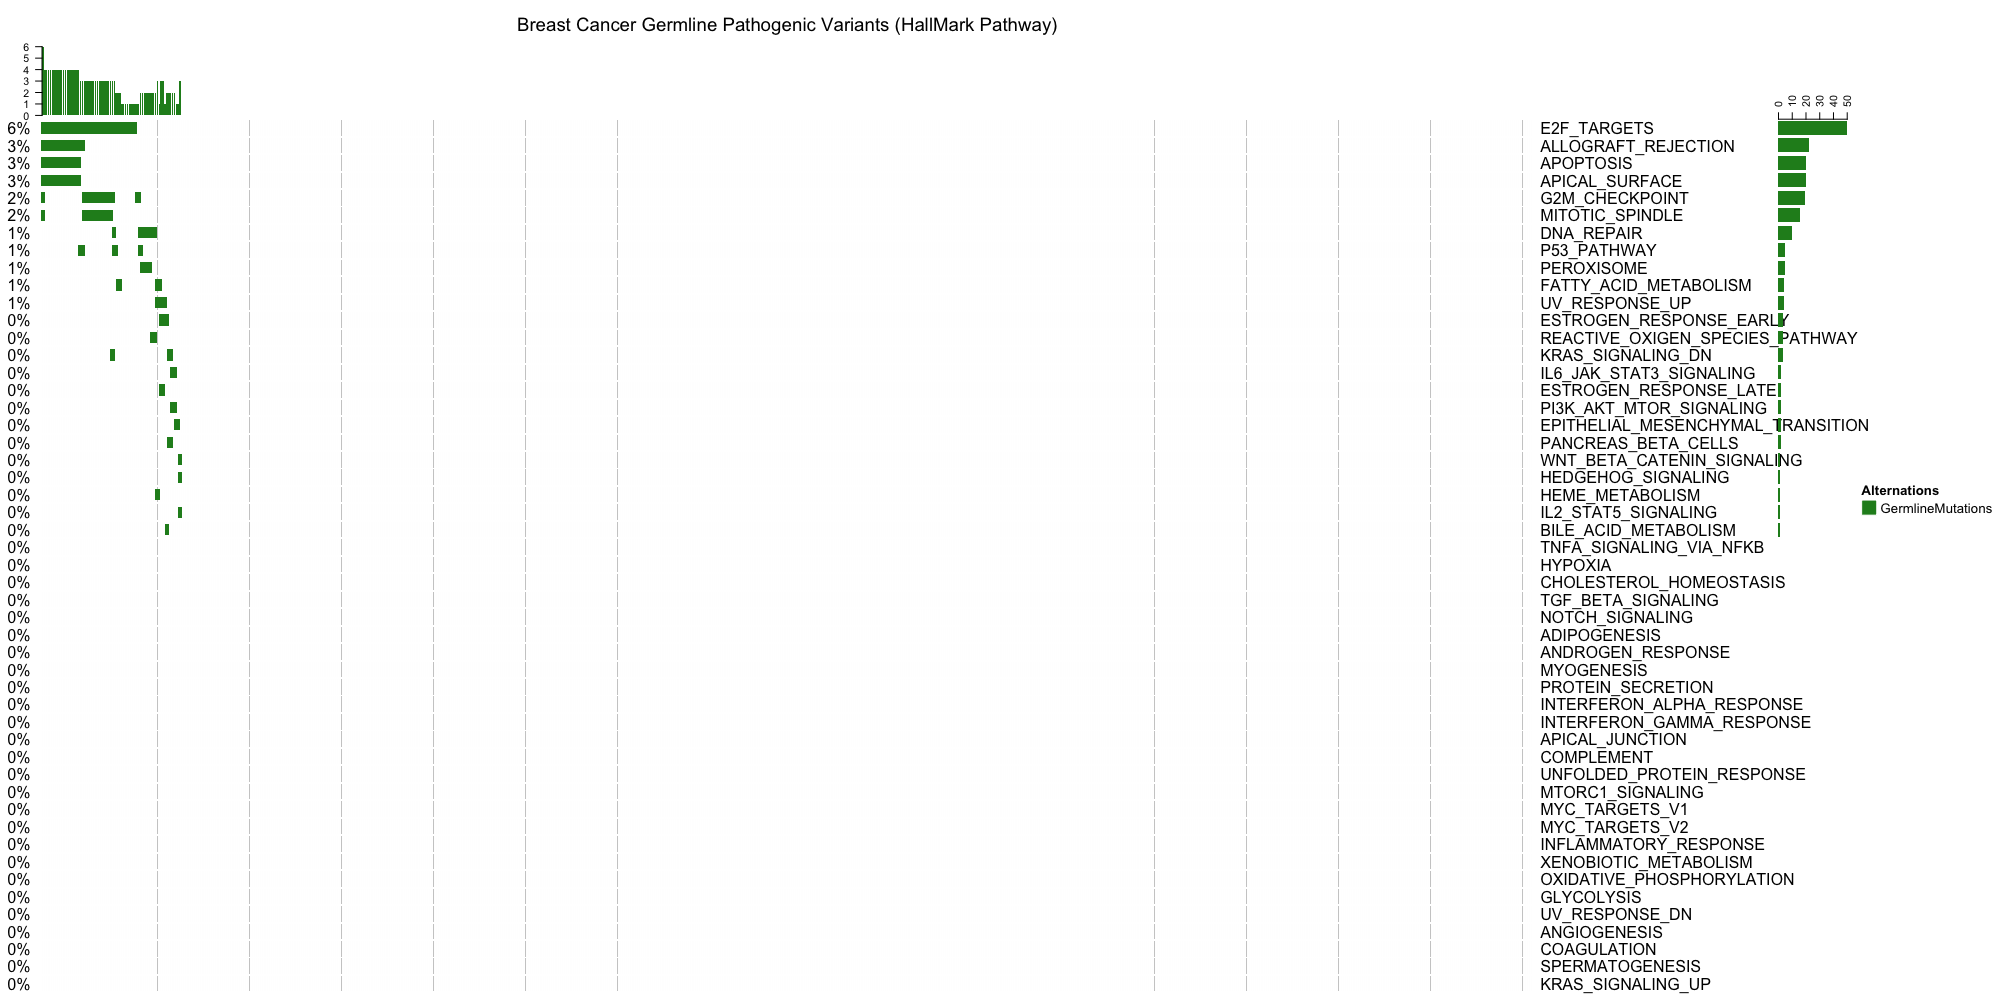 Breast Cancer Germline Pathogenic Variants (HallMark Pathway)
6
5
4
3
2
1
0
0 10 20 30 40 50
6% E2F_TARGETS
3% ALLOGRAFT_REJECTION
3% APOPTOSIS
3% APICAL_SURFACE
2% G2M_CHECKPOINT
2% MITOTIC_SPINDLE
1% DNA_REPAIR
1% P53_PATHWAY
1% PEROXISOME
1% FATTY_ACID_METABOLISM
1% UV_RESPONSE_UP
0% ESTROGEN_RESPONSE_EARLY
0% REACTIVE_OXIGEN_SPECIES_PATHWAY
0% KRAS_SIGNALING_DN
0% IL6_JAK_STAT3_SIGNALING
0% ESTROGEN_RESPONSE_LATE
0% PI3K_AKT_MTOR_SIGNALING
0% EPITHELIAL_MESENCHYMAL_TRANSITION
0% PANCREAS_BETA_CELLS
0% WNT_BETA_CATENIN_SIGNALING
0% HEDGEHOG_SIGNALING
Alternations
0% HEME_METABOLISM
GermlineMutations
0% IL2_STAT5_SIGNALING
0% BILE_ACID_METABOLISM
0% TNFA_SIGNALING_VIA_NFKB
0% HYPOXIA
0% CHOLESTEROL_HOMEOSTASIS
0% TGF_BETA_SIGNALING
0% NOTCH_SIGNALING
0% ADIPOGENESIS
0% ANDROGEN_RESPONSE
0% MYOGENESIS
0% PROTEIN_SECRETION
0% INTERFERON_ALPHA_RESPONSE
0% INTERFERON_GAMMA_RESPONSE
0% APICAL_JUNCTION
0% COMPLEMENT
0% UNFOLDED_PROTEIN_RESPONSE
0% MTORC1_SIGNALING
0% MYC_TARGETS_V1
0% MYC_TARGETS_V2
0% INFLAMMATORY_RESPONSE
0% XENOBIOTIC_METABOLISM
0% OXIDATIVE_PHOSPHORYLATION
0% GLYCOLYSIS
0% UV_RESPONSE_DN
0% ANGIOGENESIS
0% COAGULATION
0% SPERMATOGENESIS
0% KRAS_SIGNALING_UP